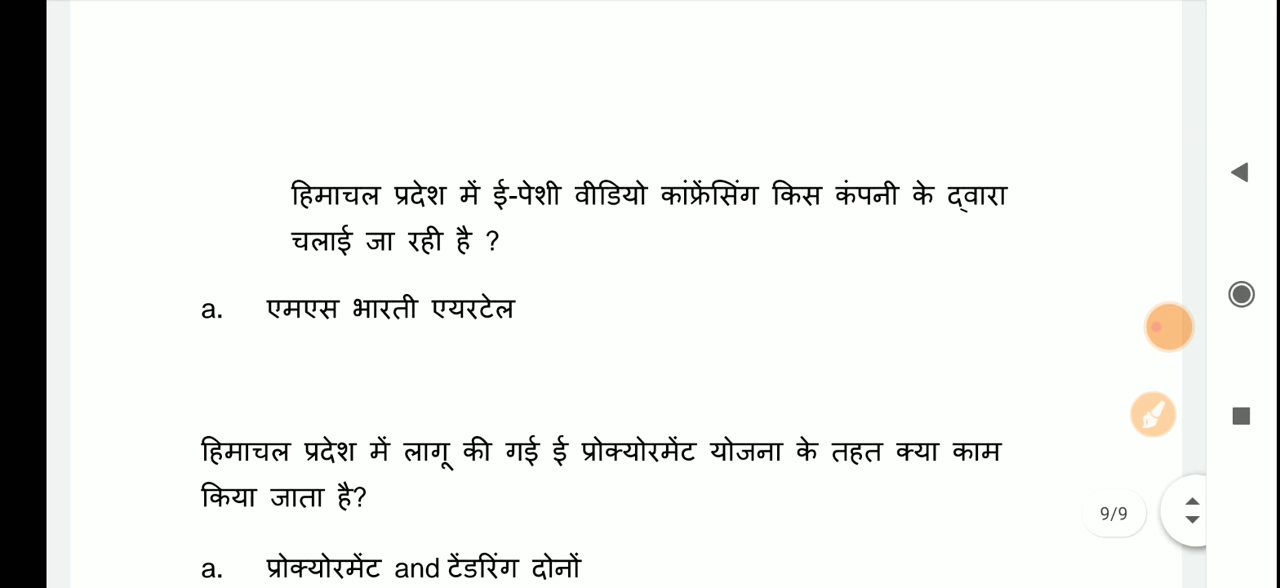 हिमाचल प्रदेश में ई-पेशी वीडियो कांफ्रेंसिंग किस कंपनी के द्वारा
चलाई जा रही है ?
a. एमएस भारती एयरटेल
हिमाचल प्रदेश में लागू की गई ई प्रोक्योरमेंट योजना के तहत क्या काम
किया जाता है?
9/9
a. प्रोक्योरमेंट and टेंडरिंग दोनों